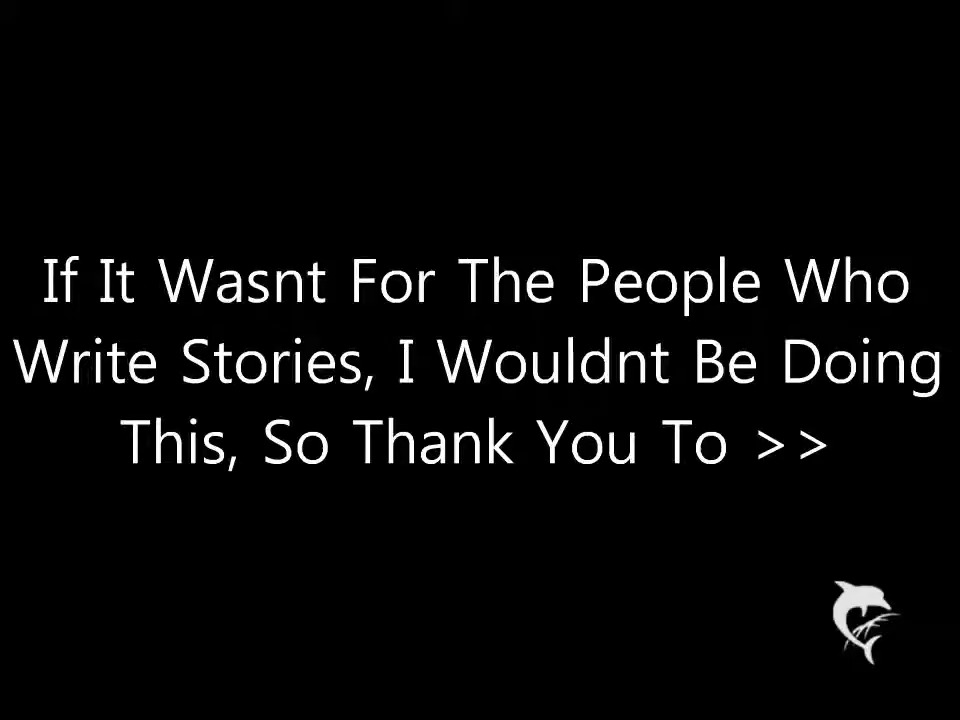 If It Wasnt For The People Who
Write Stories, I Wouldnt Be Doing
This, So Thank You To >>